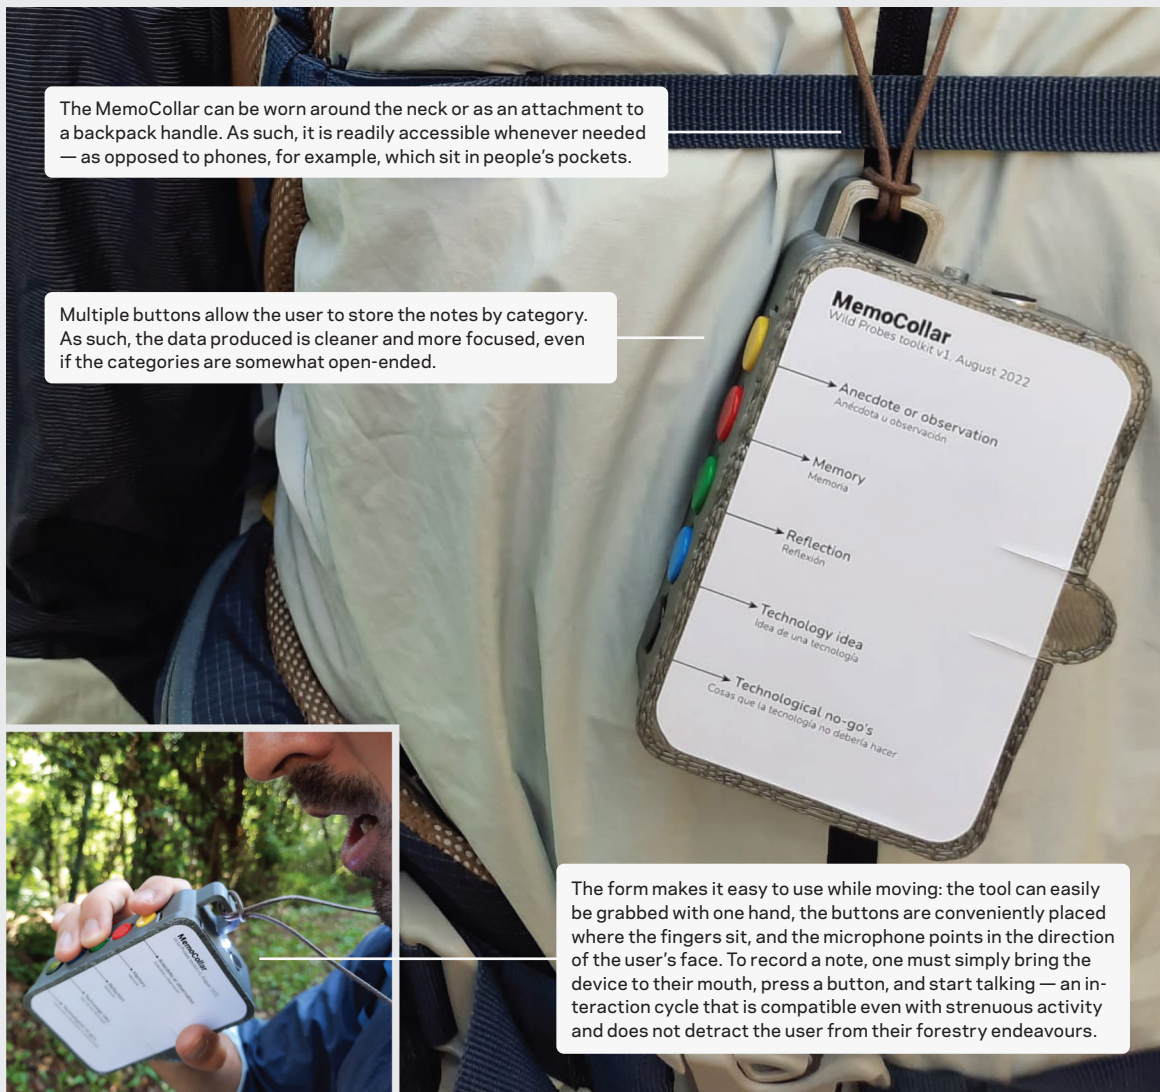 The MemoCollar can be worn around the neck or as an attachment to
a backpack handle. As such, it is readily accessible whenever needed
— as opposed to phones, for example, which sit in people's pockets.
Multiple buttons allow the user to store the notes by category.
As such, the data produced is cleaner and more focused, even
if the categories are somewhat open-ended.
MemoCollar
Wild Probes toolkit v1, August 2022
Anecdote or observation
Anécdota u observación
Memory
Memoria
Reflection
Reflexión
Technology idea
Idea de una tecnología
Technological no-go's
Cosas que la tecnología no debería hacer
MemoCollar
The form makes it easy to use while moving: the tool can easily
be grabbed with one hand, the buttons are conveniently placed
where the fingers sit, and the microphone points in the direction
of the user's face. To record a note, one must simply bring the
device to their mouth, press a button, and start talking — an in-
teraction cycle that is compatible even with strenuous activity
and does not detract the user from their forestry endeavours.